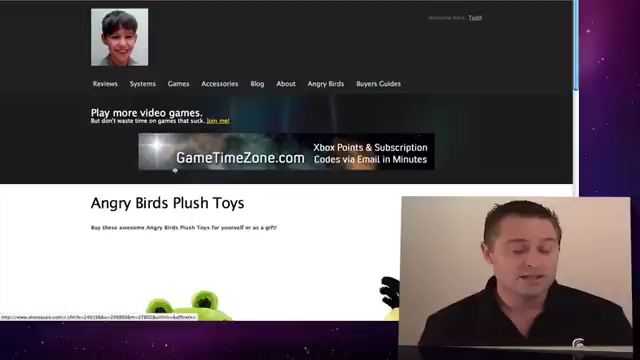 Welcome Back, Todd
Reviews Systems Games Accessories Blog About Angry Birds Buyers Guides
Play more video games.
But don't waste time on games that suck. Join me!
GameTimeZone.com
Xbox Points & Subscription
Codes via Email in Minutes
Angry Birds Plush Toys
Buy these awesome Angry Birds Plush Toys for yourself or as a gift!